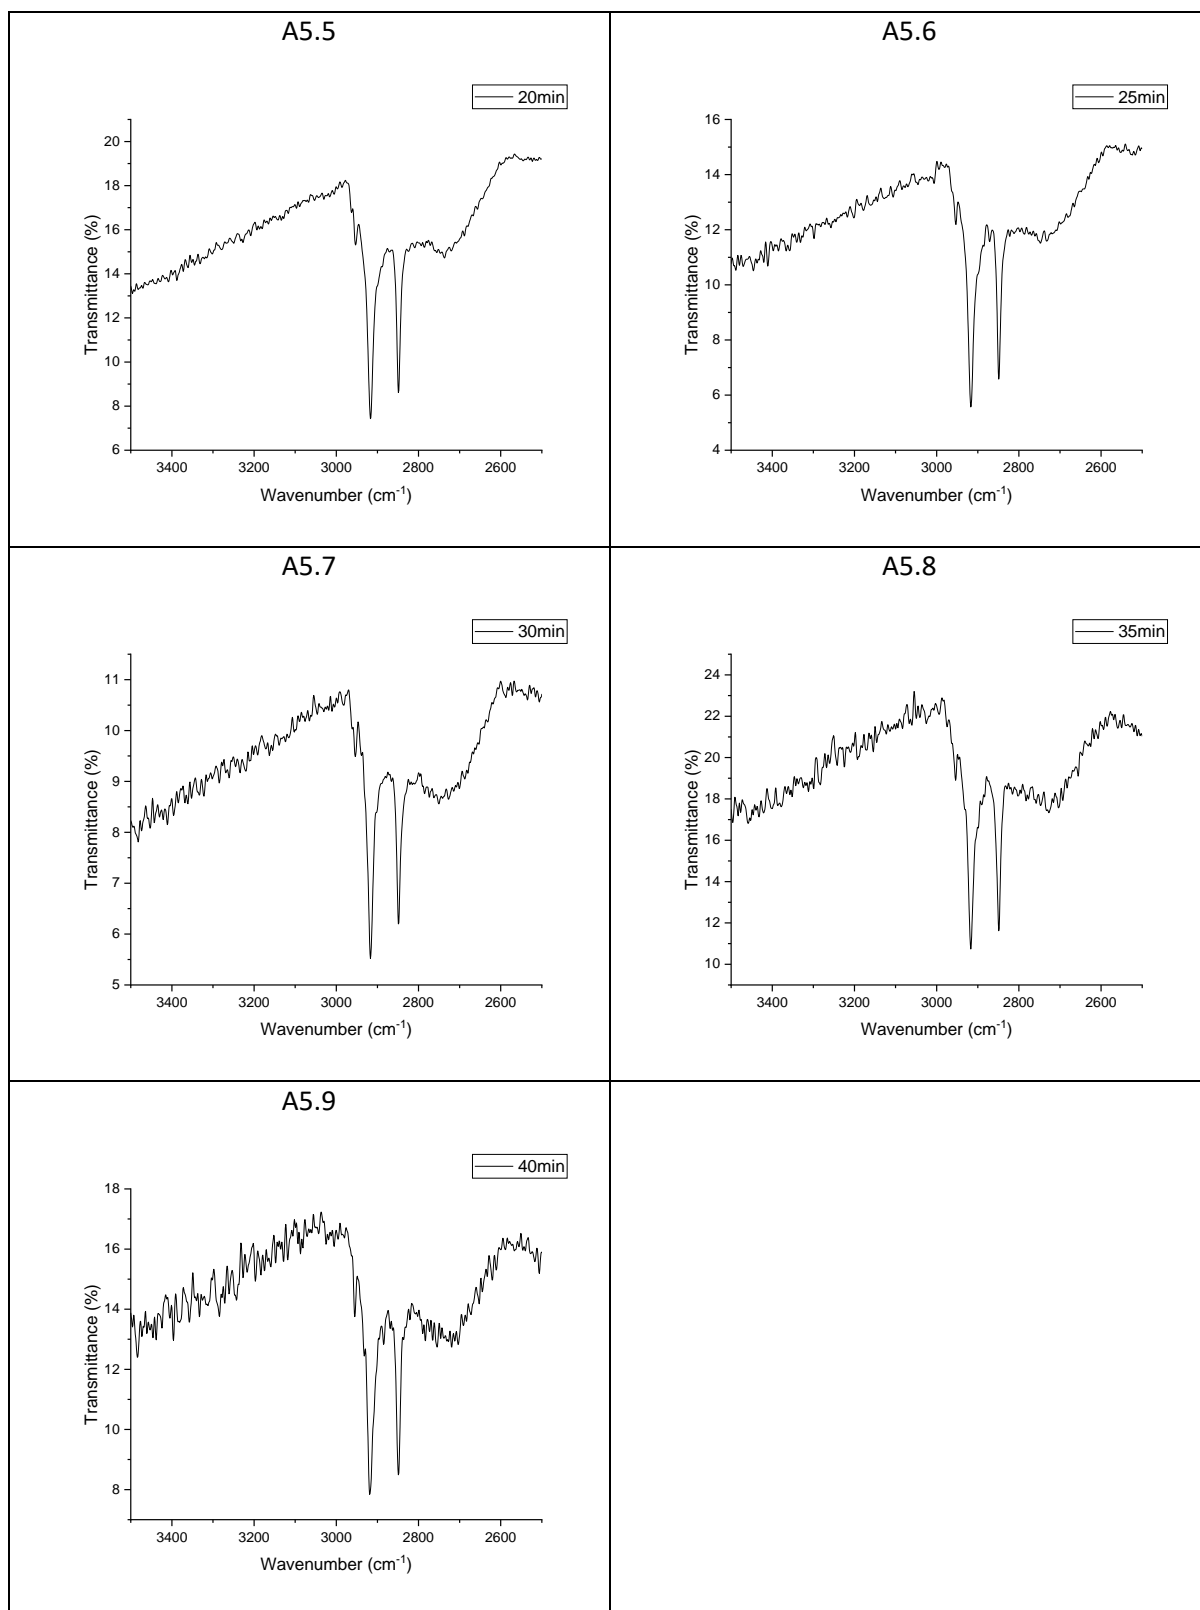 A5.5
20min
20
18
16
14
12
10
8
6
Transmittance (%)
3400 3200 3000 2800 2600
Wavenumber (cm-1)
A5.6
25min
16
14
12
10
8
6
4
Transmittance (%)
3400 3200 3000 2800 2600
Wavenumber (cm-1)
A5.7
30min
11
10
9
8
7
6
5
Transmittance (%)
3400 3200 3000 2800 2600
Wavenumber (cm-1)
A5.8
35min
24
22
20
18
16
14
12
10
Transmittance (%)
3400 3200 3000 2800 2600
Wavenumber (cm-1)
A5.9
40min
18
16
14
12
10
8
Transmittance (%)
3400 3200 3000 2800 2600
Wavenumber (cm-1)